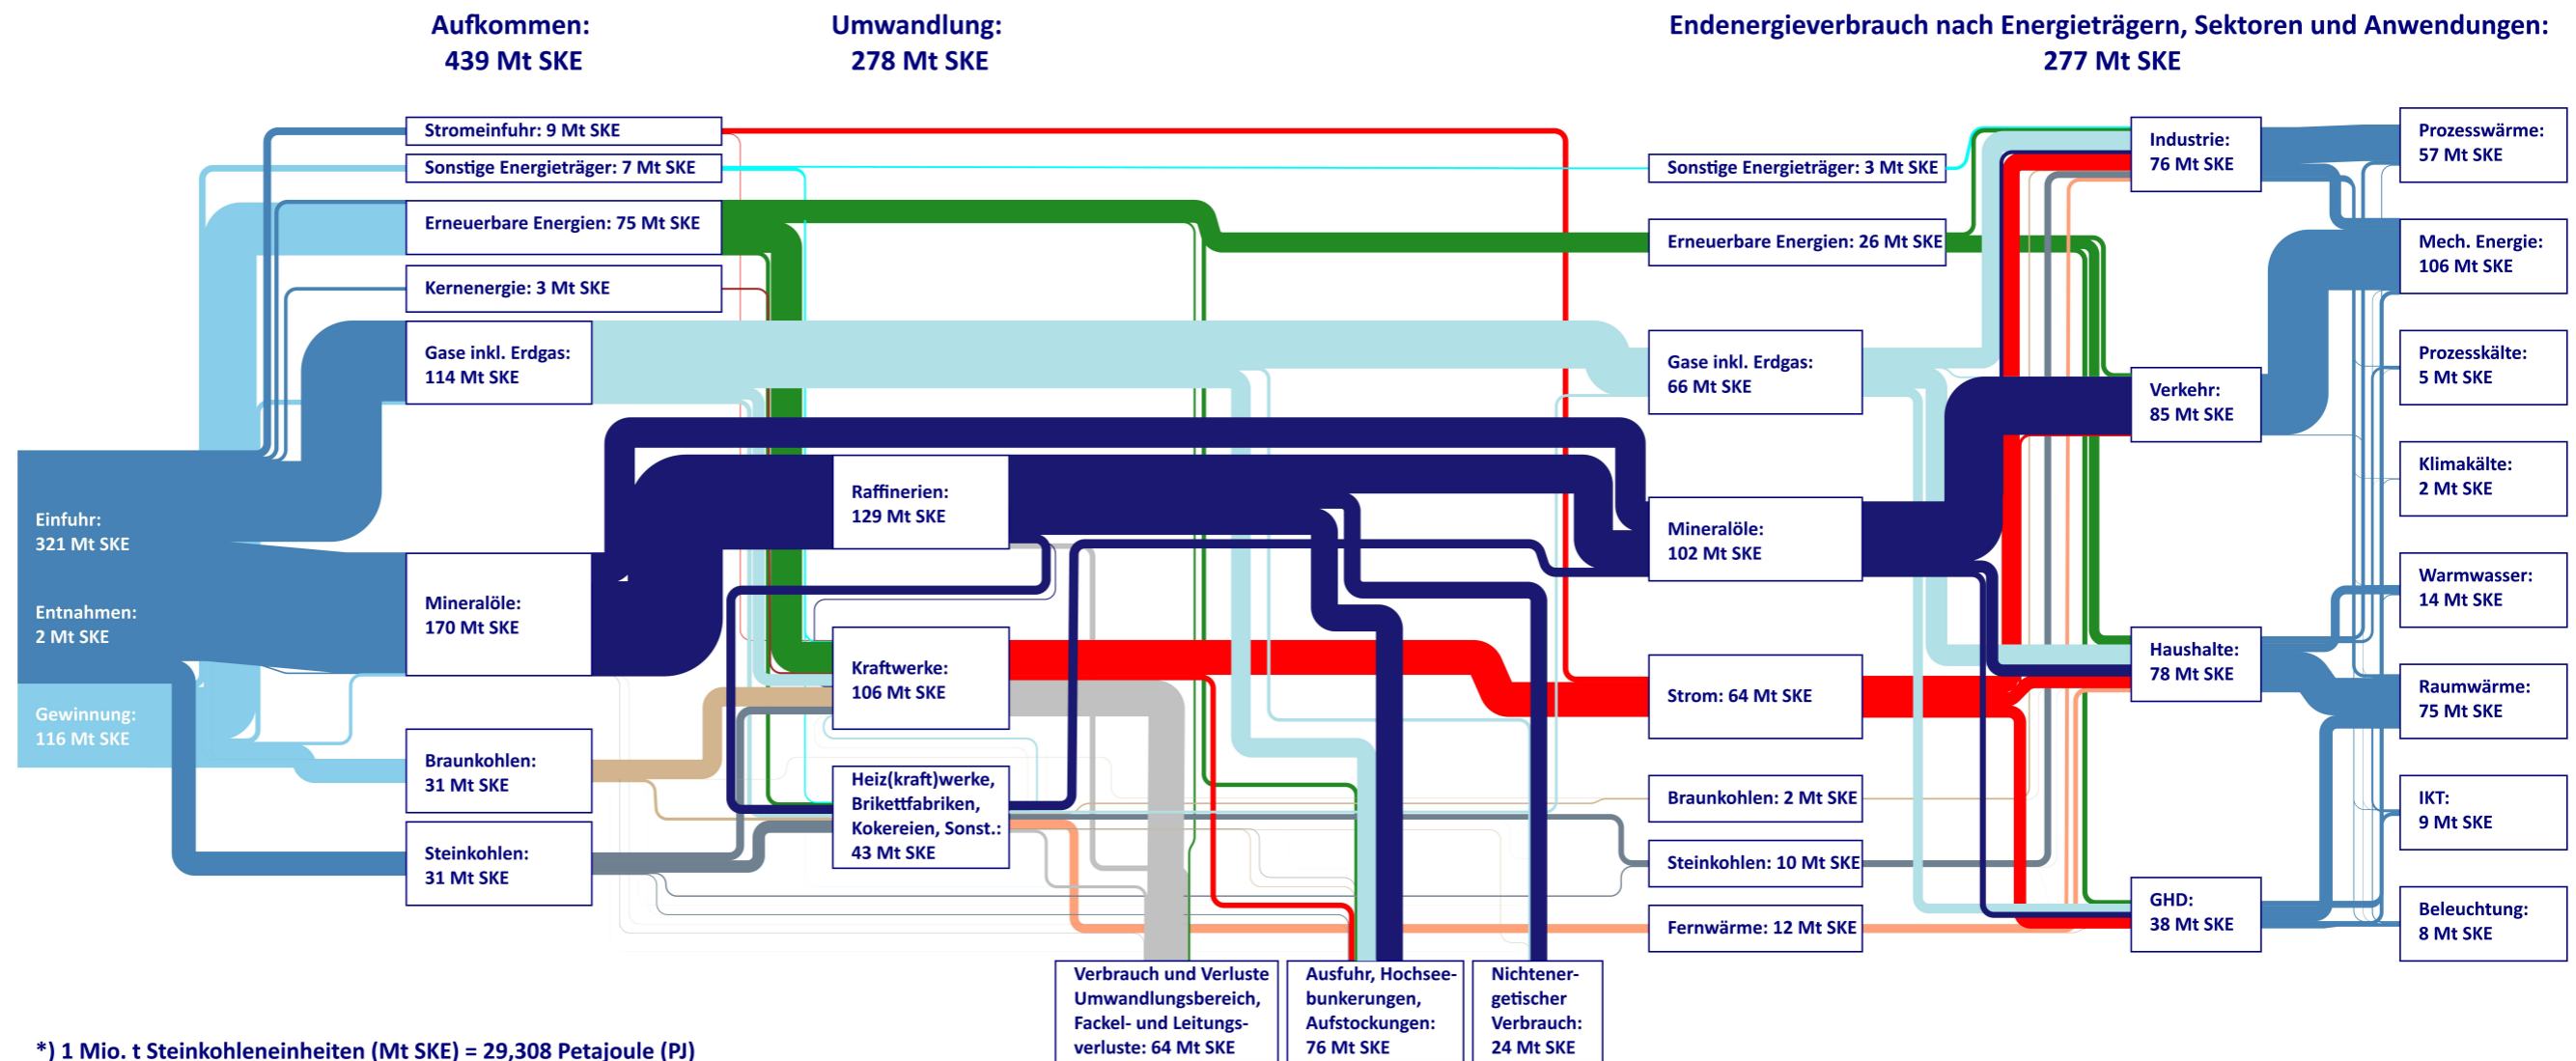 Aufkommen:
439 Mt SKE
Umwandlung:
278 Mt SKE
Endenergieverbrauch nach Energieträgern, Sektoren und Anwendungen:
277 Mt SKE
Einfuhr:
321 Mt SKE
Entnahmen:
2 Mt SKE
Gewinnung:
116 Mt SKE
Stromeinfuhr: 9 Mt SKE
Sonstige Energieträger: 7 Mt SKE
Erneuerbare Energien: 75 Mt SKE
Kernenergie: 3 Mt SKE
Gase inkl. Erdgas:
114 Mt SKE
Mineralöle:
170 Mt SKE
Braunkohlen:
31 Mt SKE
Steinkohlen:
31 Mt SKE
Raffinerien:
129 Mt SKE
Kraftwerke:
106 Mt SKE
Heiz(kraft)werke,
Brikettfabriken,
Kokereien, Sonst.:
43 Mt SKE
Verbrauch und Verluste
Umwandlungsbereich,
Fackel- und Leitungs-
verluste: 64 Mt SKE
Ausfuhr, Hochsee-
bunkerungen,
Aufstockungen:
76 Mt SKE
Nichtener-
getischer
Verbrauch:
24 Mt SKE
Sonstige Energieträger: 3 Mt SKE
Erneuerbare Energien: 26 Mt SKE
Gase inkl. Erdgas:
66 Mt SKE
Mineralöle:
102 Mt SKE
Strom: 64 Mt SKE
Braunkohlen: 2 Mt SKE
Steinkohlen: 10 Mt SKE
Fernwärme: 12 Mt SKE
Industrie:
76 Mt SKE
Verkehr:
85 Mt SKE
Haushalte:
78 Mt SKE
GHD:
38 Mt SKE
Prozesswärme:
57 Mt SKE
Mech. Energie:
106 Mt SKE
Prozesskälte:
5 Mt SKE
Klimakälte:
2 Mt SKE
Warmwasser:
14 Mt SKE
Raumwärme:
75 Mt SKE
IKT:
9 Mt SKE
Beleuchtung:
8 Mt SKE
*) 1 Mio. t Steinkohleneinheiten (Mt SKE) = 29,308 Petajoule (PJ)